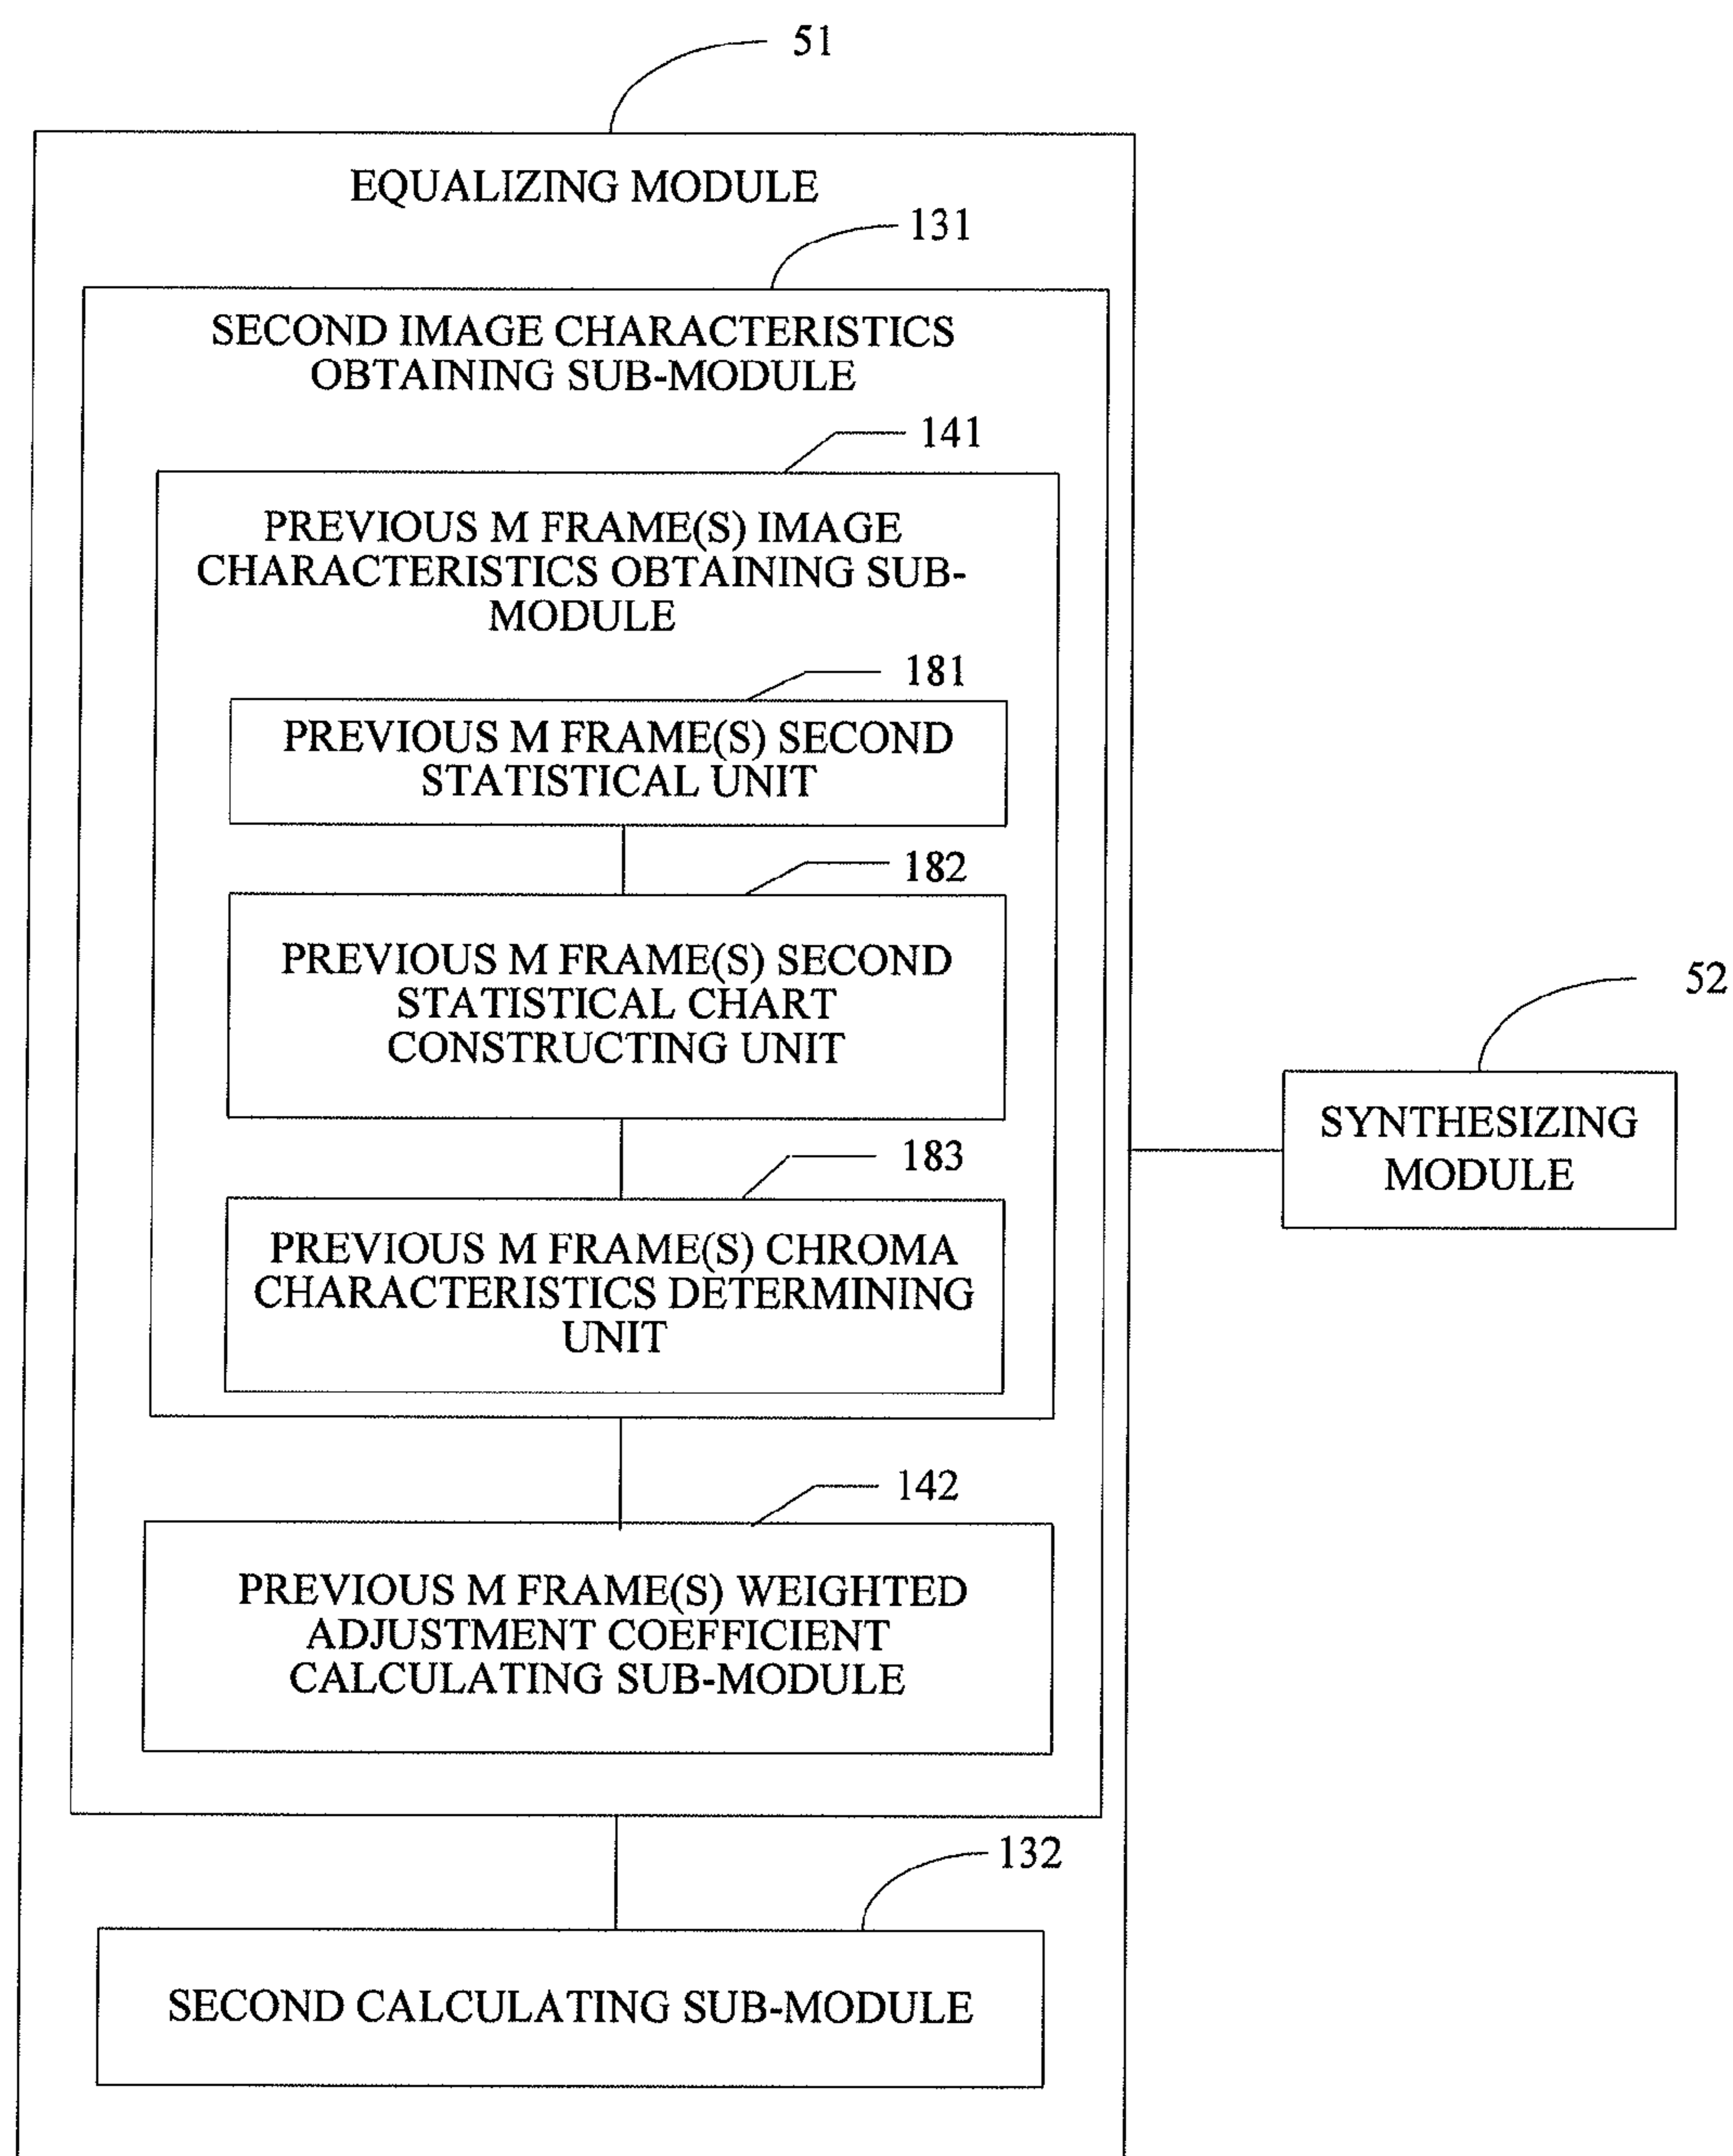 51
EQUALIZING MODULE
131
SECOND IMAGE CHARACTERISTICS
OBTAINING SUB-MODULE
141
PREVIOUS M FRAME(S) IMAGE
CHARACTERISTICS OBTAINING SUB-
MODULE
181
PREVIOUS M FRAME(S) SECOND
STATISTICAL UNIT
182
PREVIOUS M FRAME(S) SECOND
STATISTICAL CHART
CONSTRUCTING UNIT
52
SYNTHESIZING
MODULE
183
PREVIOUS M FRAME(S) CHROMA
CHARACTERISTICS DETERMINING
UNIT
142
PREVIOUS M FRAME(S) WEIGHTED
ADJUSTMENT COEFFICIENT
CALCULATING SUB-MODULE
132
SECOND CALCULATING SUB-MODULE